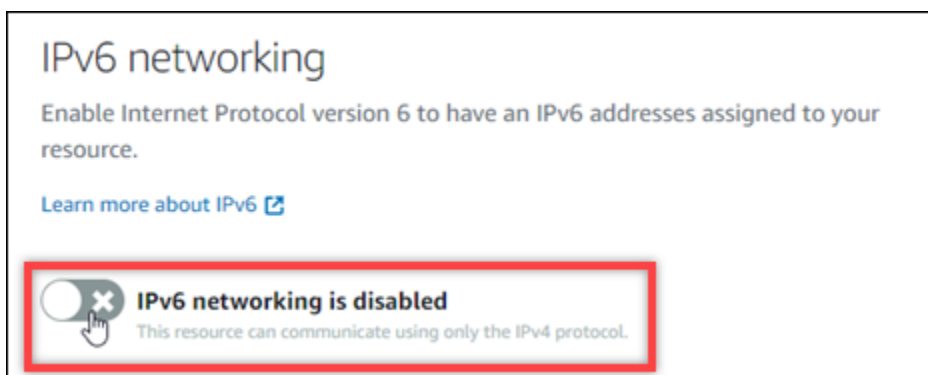 IPv6 networking
Enable Internet Protocol version 6 to have an IPv6 addresses assigned to your
resource.
Learn more about IPv6
IPv6 networking is disabled
This resource can communicate using only the IPv4 protocol.